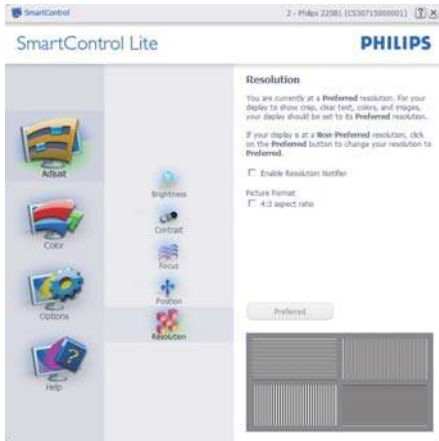 SmartControl
2 - Philips 225B1 (CS30715000001)
SmartControl Lite
PHILIPS
Adjust
Color
Options
Help
Brightness
Contrast
Focus
Position
Resolution
Resolution
You are currently at a Preferred resolution. For your
display to show crisp, clear text, colors, and images,
your display should be set to its Preferred resolution.
If your display is at a Non-Preferred resolution, click
on the Preferred button to change your resolution to
Preferred.
Enable Resolution Notifier
Picture Format
4:3 aspect ratio
Preferred